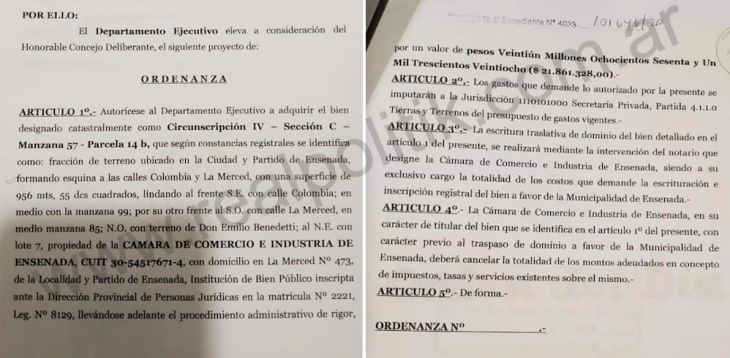 POR ELLO:
El Departamento Ejecutivo eleva a consideración del
Honorable Concejo Deliberante, el siguiente proyecto de:
ORDENANZA
ARTICULO 1º.- Autorícese al Departamento Ejecutivo a adquirir el bien
designado catastralmente como Circunscripción IV – Sección C –
Manzana 57 - Parcela 14 b, que según constancias registrales se identifica
como: fracción de terreno ubicado en la Ciudad y Partido de Ensenada,
formando esquina a las calles Colombia y La Merced, con una superficie de
956 mts, 55 dcs cuadrados, lindando al frente S.E. con calle Colombia; en
medio con la manzana 99; por su otro frente al S.O. con calle La Merced, en
medio manzana 85; N.O. con terreno de Don Emilio Benedetti; al N.E. con
lote 7, propiedad de la CAMARA DE COMERCIO E INDUSTRIA DE
ENSENADA, CUIT 30-54517671-4, con domicilio en La Merced Nº 473,
de la Localidad y Partido de Ensenada, Institución de Bien Público inscripta
ante la Dirección Provincial de Personas Jurídicas en la matrícula Nº 2221,
Leg. Nº 8129, llevándose adelante el procedimiento administrativo de rigor,
Expediente Nº 4033-
por un valor de pesos Veintiún Millones Ochocientos Sesenta y Un
Mil Trescientos Veintiocho ($ 21.861.328,00).-
ARTICULO 2º.- Los gastos que demande lo autorizado por la presente se
imputarán a la Jurisdicción 1110101000 Secretaría Privada, Partida 4.1.1.0
Tierras y Terrenos del presupuesto de gastos vigentes.-
ARTICULO 3º.- La escritura traslativa de dominio del bien detallado en el
artículo 1 del presente, se realizará mediante la intervención del notario que
designe la Cámara de Comercio e Industria de Ensenada, siendo a su
exclusivo cargo la totalidad de los costos que demande la escrituración e
inscripción registral del bien a favor de la Municipalidad de Ensenada.-
ARTICULO 4º.- La Cámara de Comercio e Industria de Ensenada, en su
carácter de titular del bien que se identifica en el artículo 1º del presente, con
carácter previo al traspaso de dominio a favor de la Municipalidad de
Ensenada, deberá cancelar la totalidad de los montos adeudados en concepto
de impuestos, tasas y servicios existentes sobre el mismo.-
ARTICULO 5º.- De forma.-
ORDENANZA Nº ____________.-
www.realpolitik.com.ar